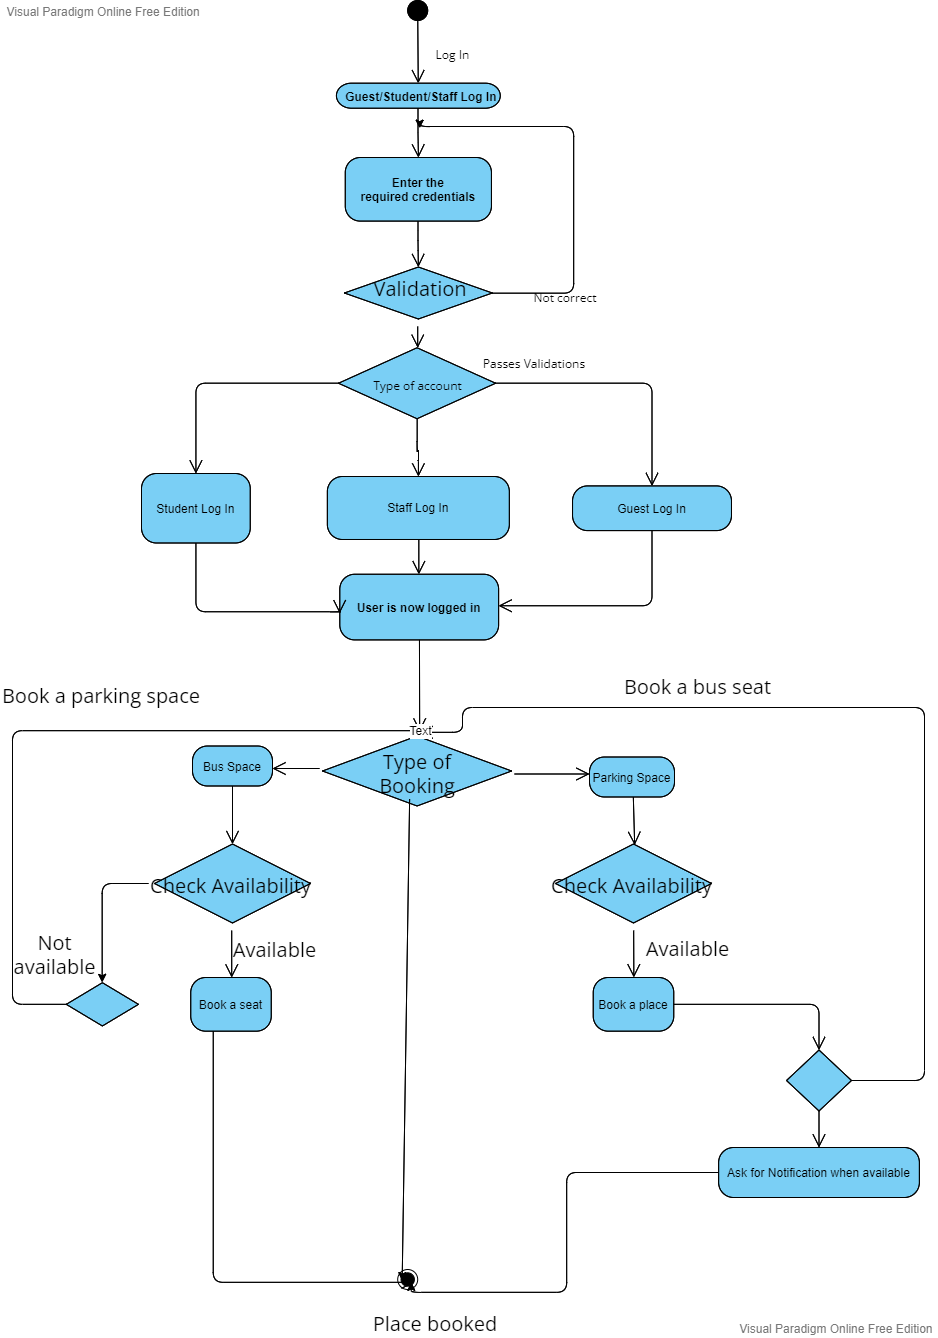 Visual Paradigm Online Free Edition
Log In
Guest/Student/Staff Log In
Enter the
required credentials
Validation
Not correct
Passes Validations
Type of account
Student Log In
Staff Log In
Guest Log In
User is now logged in
Book a parking space
Book a bus seat
Text
Bus Space
Type of
Booking
Parking Space
Check Availability
Check Availability
Not
available
Available
Available
Book a seat
Book a place
Ask for Notification when available
Place booked
Visual Paradigm Online Free Edition